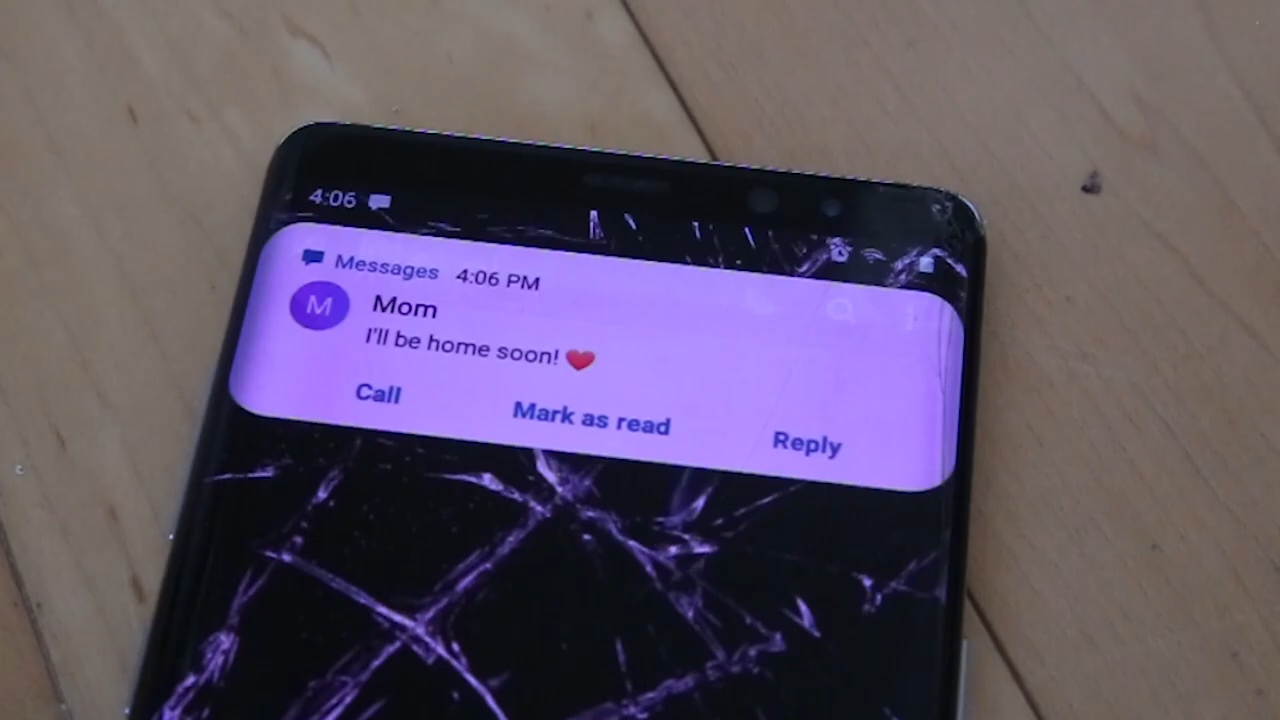 4:06
Messages 4:06 PM
M
Mom
I'll be home soon! ❤️
Call Mark as read Reply